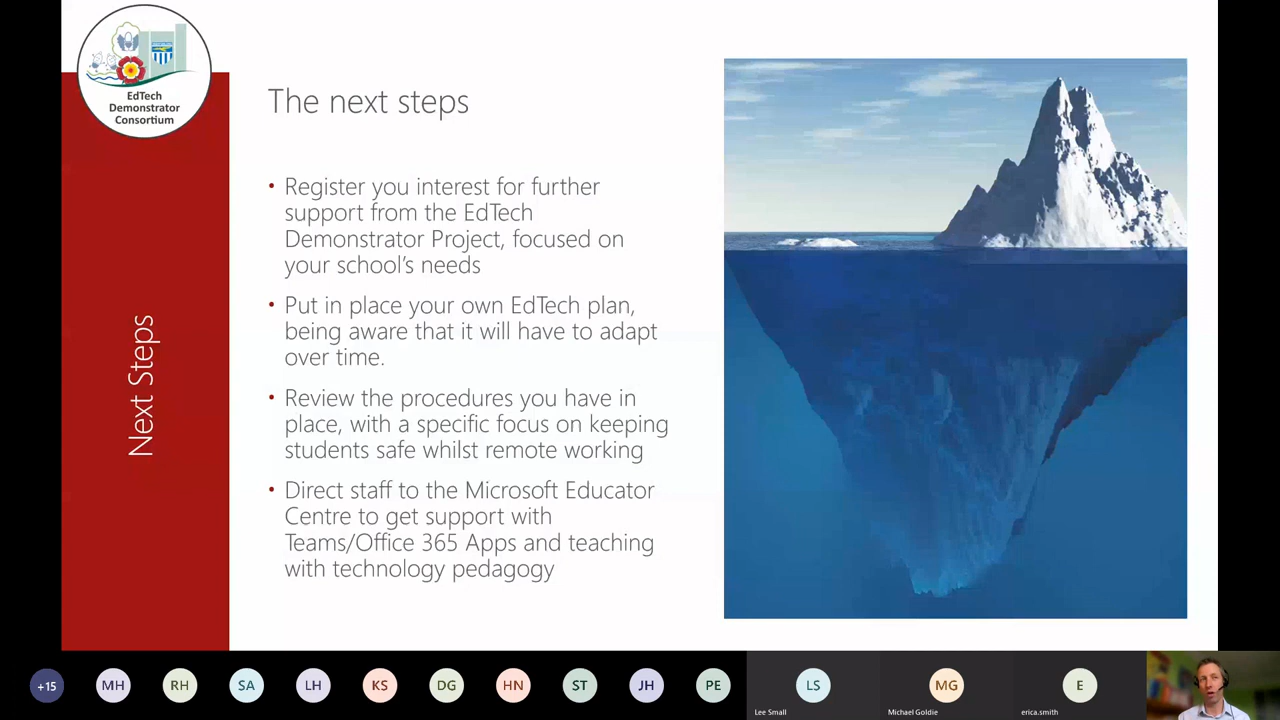 EdTech
Demonstrator
Consortium
Next Steps
The next steps
• Register you interest for further
support from the EdTech
Demonstrator Project, focused on
your school's needs
• Put in place your own EdTech plan,
being aware that it will have to adapt
over time.
• Review the procedures you have in
place, with a specific focus on keeping
students safe whilst remote working
• Direct staff to the Microsoft Educator
Centre to get support with
Teams/Office 365 Apps and teaching
with technology pedagogy
+15 MH RH SA LH KS DG HN ST JH PE LS MG E
Lee Small Michael Goldie erica.smith